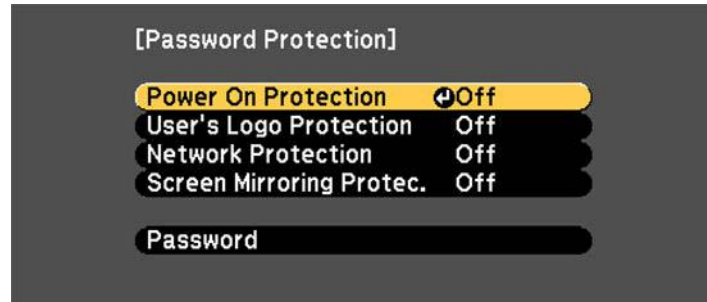 [Password Protection]
Power On Protection Off
User's Logo Protection Off
Network Protection Off
Screen Mirroring Protec. Off
Password